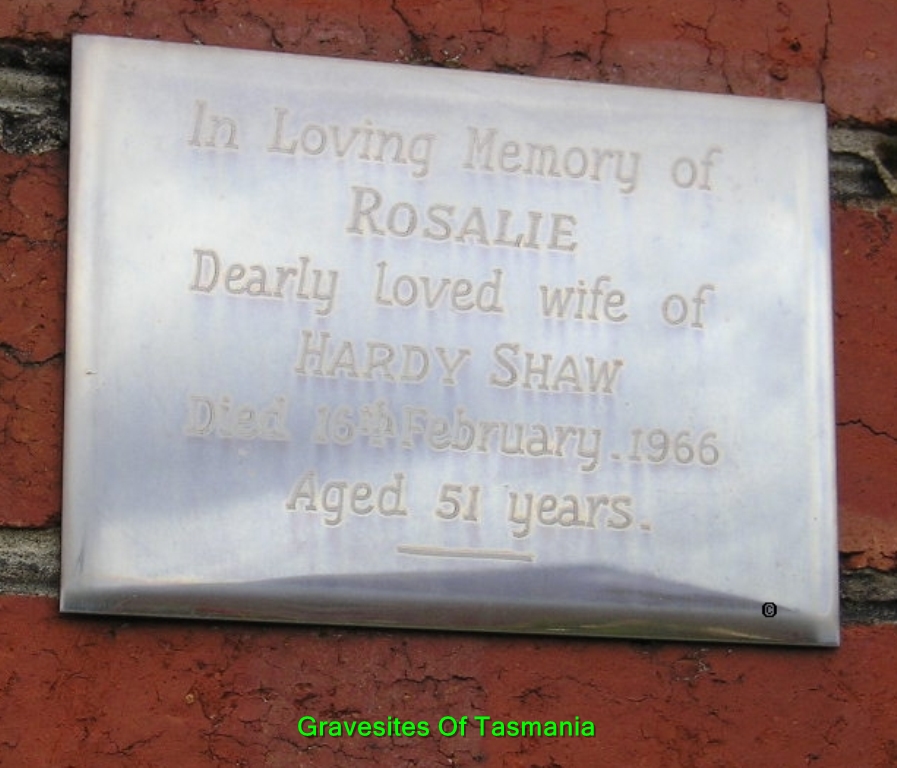 In Loving Memory of
ROSALIE
Dearly loved wife of
HARDY SHAW
Died 16th February. 1966
Aged 51 years.
©
Gravesites Of Tasmania